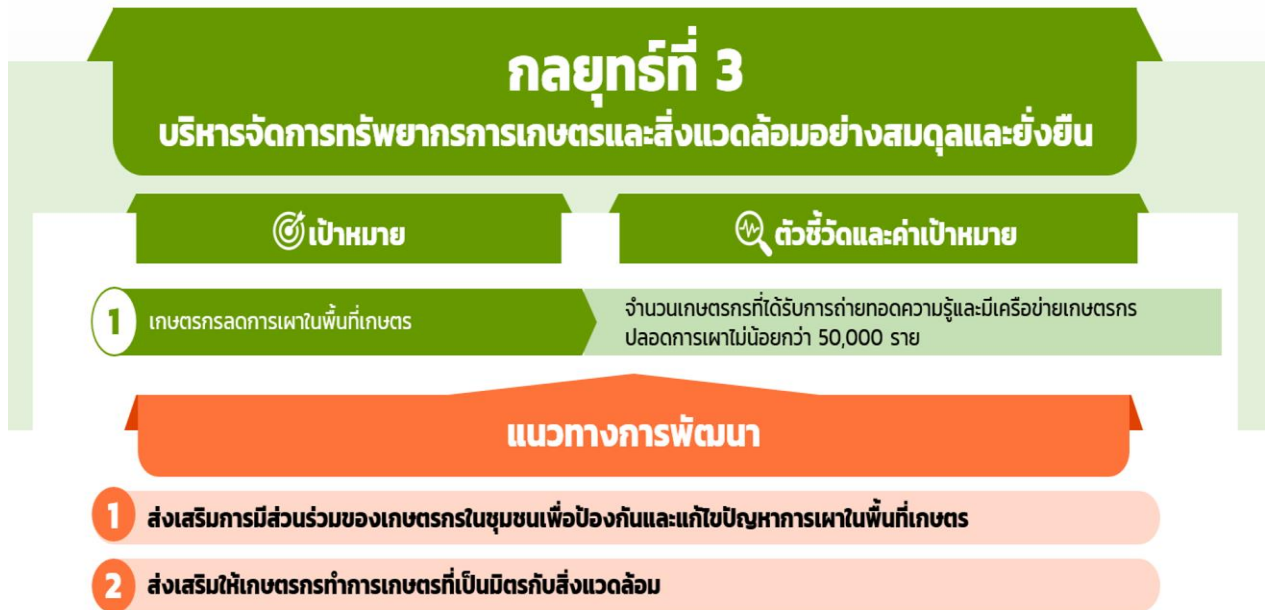 กลยุทธ์ที่ 3
บริหารจัดการทรัพยากรการเกษตรและสิ่งแวดล้อมอย่างสมดุลและยั่งยืน
เป้าหมาย
ตัวชี้วัดและค่าเป้าหมาย
1 เกษตรกรลดการเผาในพื้นที่เกษตร
จำนวนเกษตรกรที่ได้รับการถ่ายทอดความรู้และมีเครือข่ายเกษตรกร
ปลอดการเผาไม่น้อยกว่า 50,000 ราย
แนวทางการพัฒนา
1 ส่งเสริมการมีส่วนร่วมของเกษตรกรในชุมชนเพื่อป้องกันและแก้ไขปัญหาการเผาในพื้นที่เกษตร
2 ส่งเสริมให้เกษตรกรทำการเกษตรที่เป็นมิตรกับสิ่งแวดล้อม